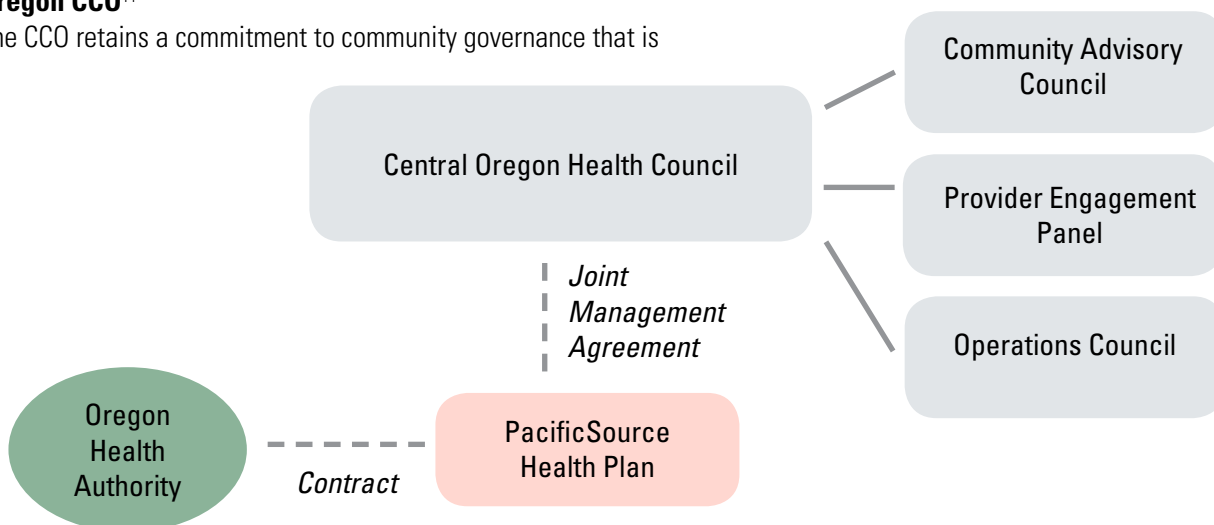 regon CCO
he CCO retains a commitment to community governance that is
Community Advisory
Council
Central Oregon Health Council
Provider Engagement
Panel
Joint
Management
Agreement
Operations Council
Oregon
Health
Authority
Contract
PacificSource
Health Plan